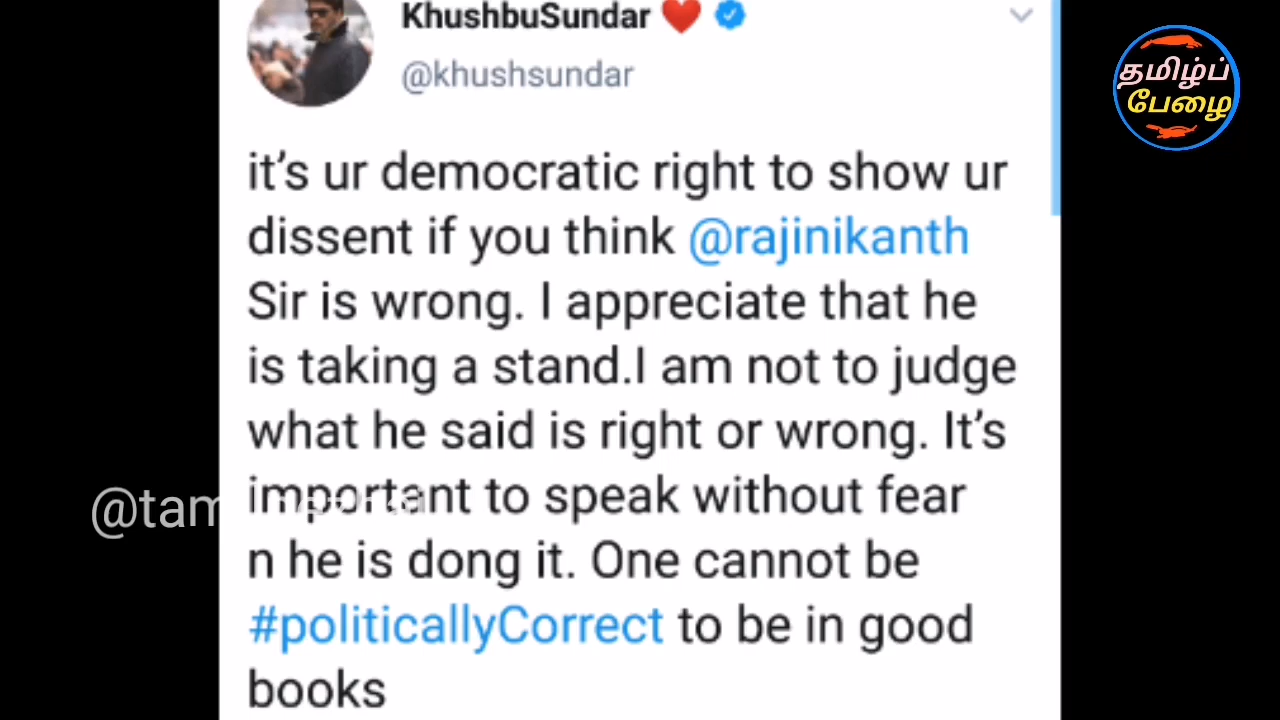 KhushbuSundar ❤️
@khushsundar
it's ur democratic right to show ur
dissent if you think @rajinikanth
Sir is wrong. I appreciate that he
is taking a stand.I am not to judge
what he said is right or wrong. It's
important to speak without fear
n he is dong it. One cannot be
#politicallyCorrect to be in good
books
தமிழ்ப்
பேழை